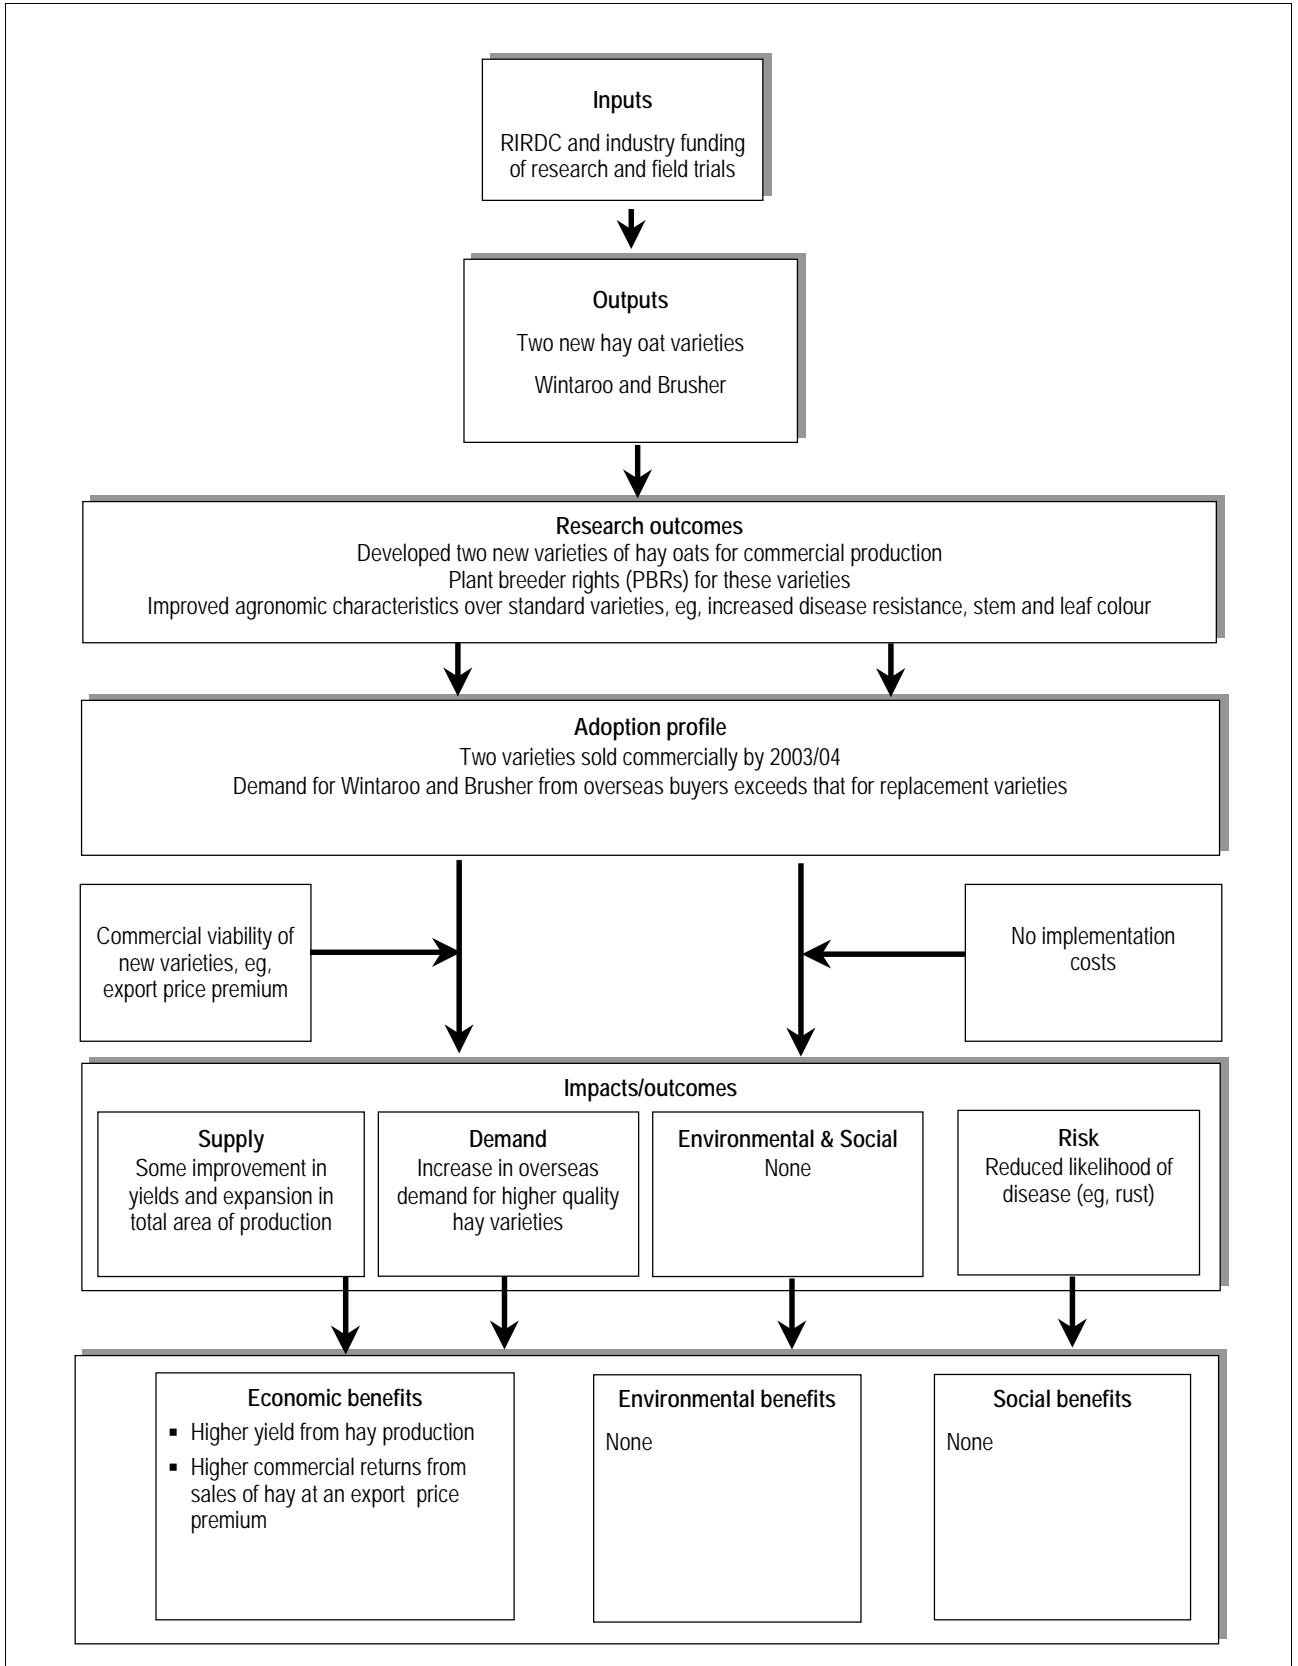 Inputs
RIRDC and industry funding
of research and field trials
Outputs
Two new hay oat varieties
Wintaroo and Brusher
Research outcomes
Developed two new varieties of hay oats for commercial production
Plant breeder rights (PBRs) for these varieties
Improved agronomic characteristics over standard varieties, eg, increased disease resistance, stem and leaf colour
Adoption profile
Two varieties sold commercially by 2003/04
Demand for Wintaroo and Brusher from overseas buyers exceeds that for replacement varieties
Commercial viability of
new varieties, eg,
export price premium
No implementation
costs
Impacts/outcomes
Supply
Some improvement in
yields and expansion in
total area of production
Demand
Increase in overseas
demand for higher quality
hay varieties
Environmental & Social
None
Risk
Reduced likelihood of
disease (eg, rust)
Economic benefits
▪ Higher yield from hay production
▪ Higher commercial returns from
sales of hay at an export price
premium
Environmental benefits
None
Social benefits
None